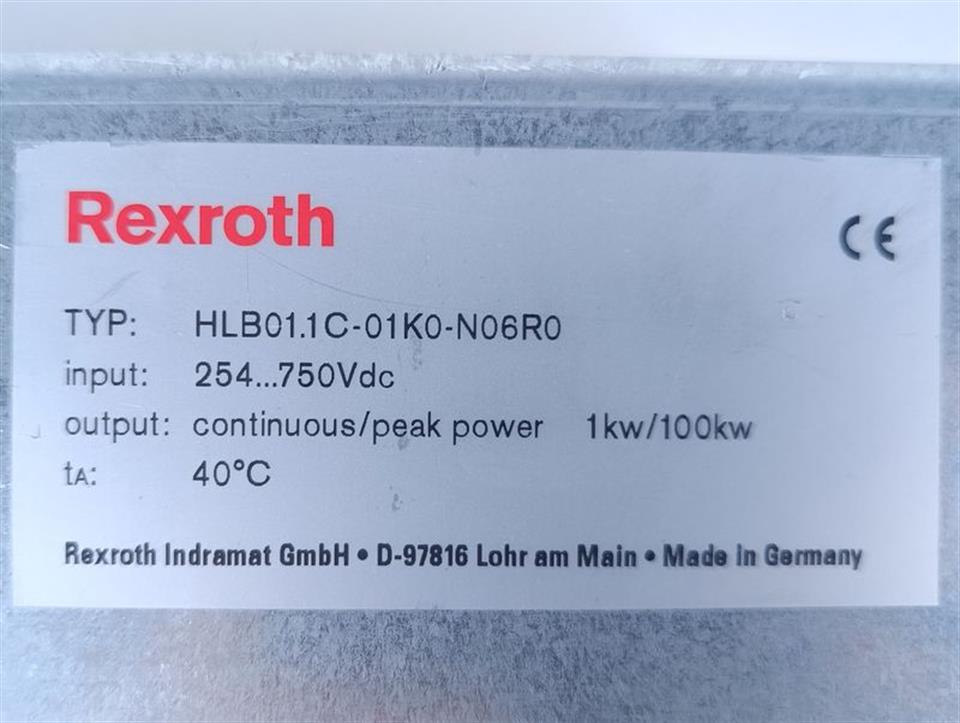 Rexroth
CE
TYP: HLB01.1C-01K0-N06R0
input: 254...750Vdc
output: continuous/peak power 1kw/100kw
tA: 40°C
Rexroth Indramat GmbH • D-97816 Lohr am Main • Made in Germany